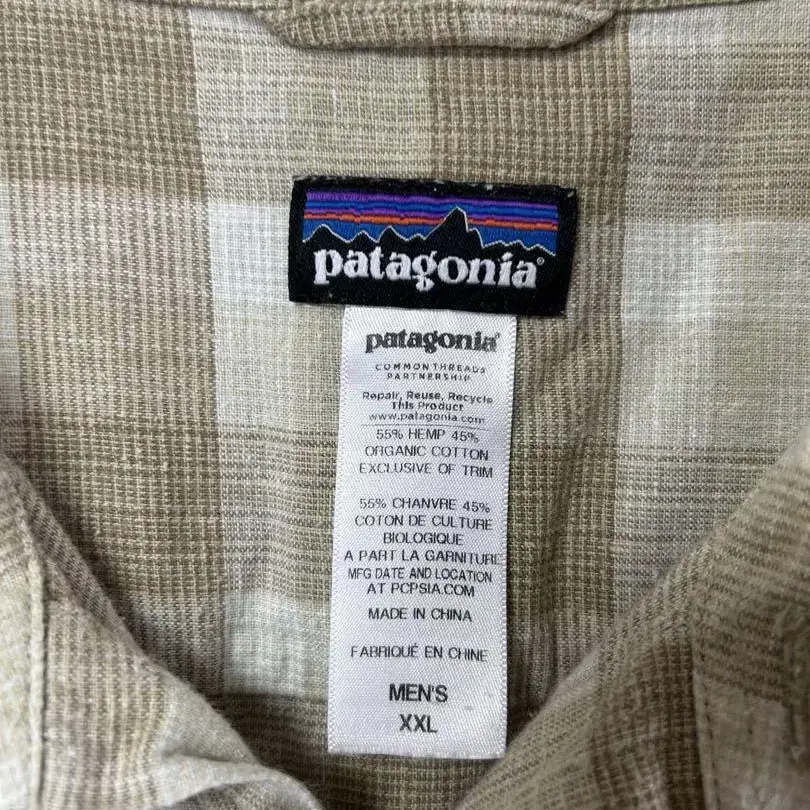 patagonia®
patagonia®
COMMON THREADS
PARTNERSHIP
Repair, Reuse, Recycle
This Product
www.patagonia.com
55% HEMP 45%
ORGANIC COTTON
EXCLUSIVE OF TRIM
55% CHANVRE 45%
COTON DE CULTURE
BIOLOGIQUE
A PART LA GARNITURE
MFG DATE AND LOCATION
AT PCPSIA.COM
MADE IN CHINA
FABRIQUÉ EN CHINE
MEN'S
XXL